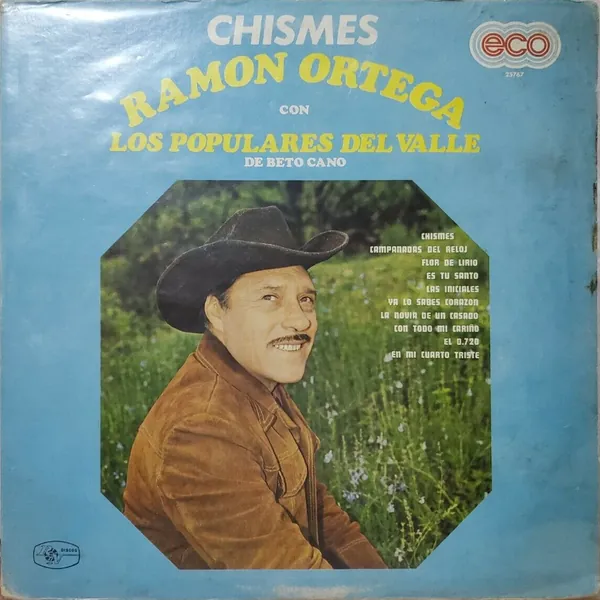 CHISMES
eco
25767
RAMON ORTEGA
CON
LOS POPULARES DEL VALLE
DE BETO CANO
CHISMES
CAMPANADAS DEL RELOJ
FLOR DE LIRIO
ES TU SANTO
LAS INICIALES
YA LO SABES CORAZON
LA NOVIA DE UN CASADO
CON TODO MI CARIÑO
EL D.720
EN MI CUARTO TRISTE
DISCOS